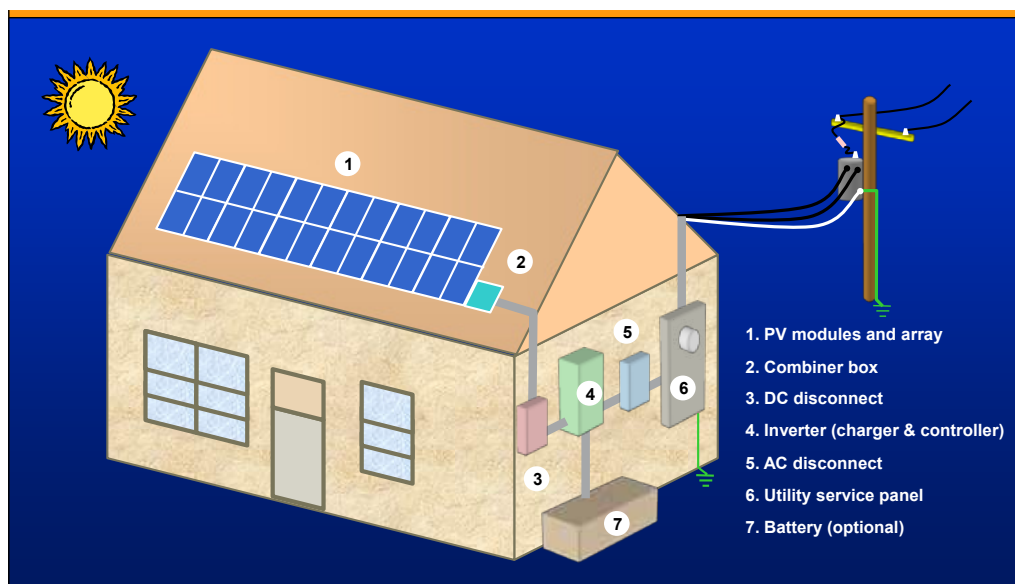 1
2
3
4
5
6
7
1. PV modules and array
2. Combiner box
3. DC disconnect
4. Inverter (charger & controller)
5. AC disconnect
6. Utility service panel
7. Battery (optional)